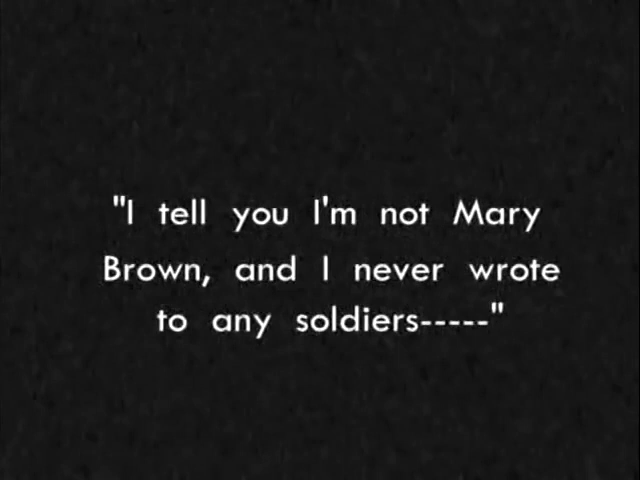 "I tell you I'm not Mary
Brown, and I never wrote
to any soldiers-----"